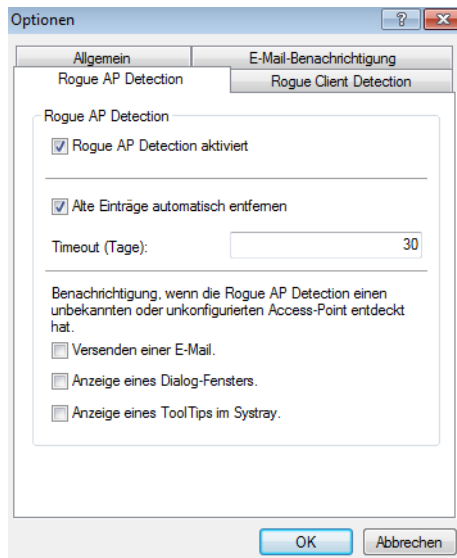 Optionen
Allgemein
E-Mail-Benachrichtigung
Rogue AP Detection
Rogue Client Detection
Rogue AP Detection
Rogue AP Detection aktiviert
Alte Einträge automatisch entfernen
Timeout (Tage):
30
Benachrichtigung, wenn die Rogue AP Detection einen
unbekannten oder unkonfigurierten Access-Point entdeckt
hat.
Versenden einer E-Mail.
Anzeige eines Dialog-Fensters.
Anzeige eines ToolTips im Systray.
OK
Abbrechen